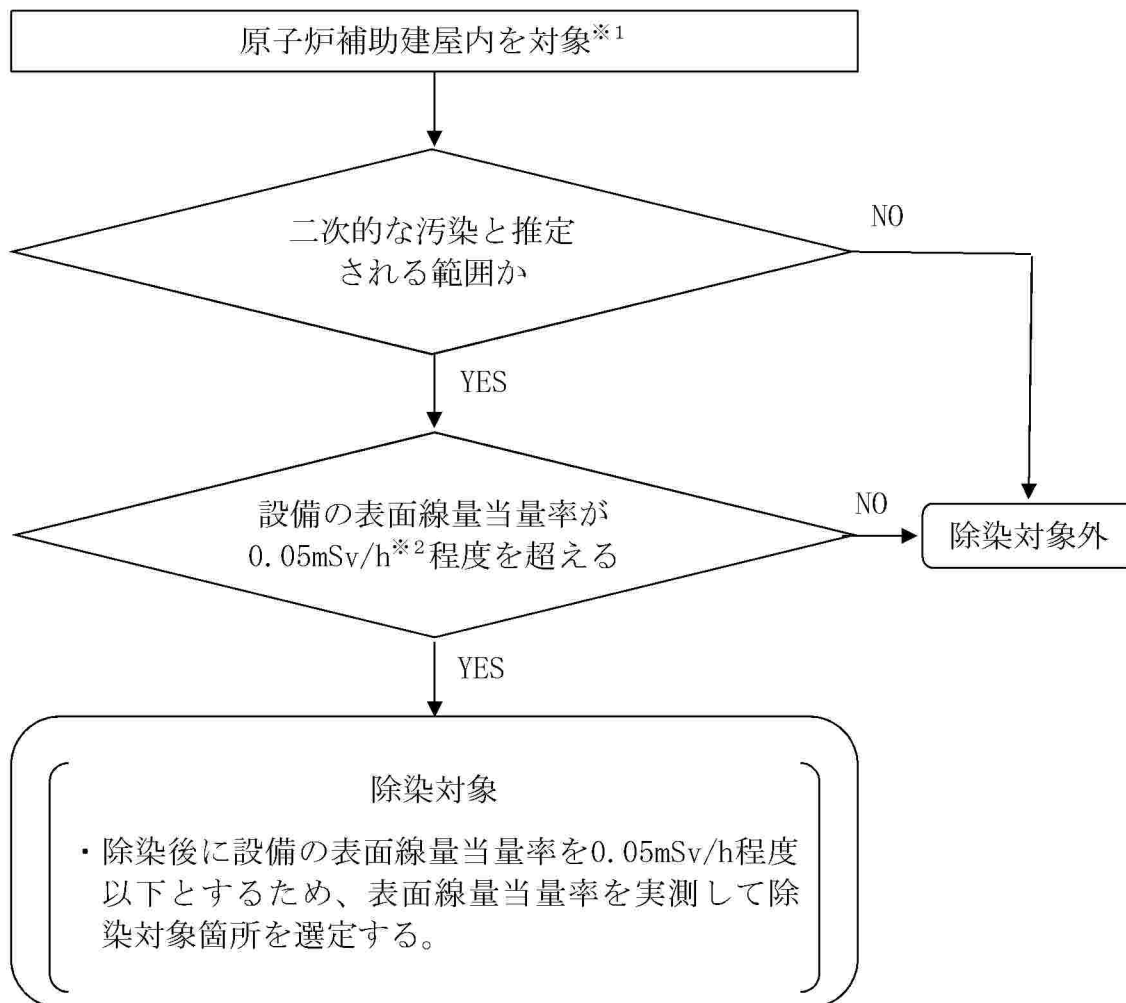 原子炉補助建屋内を対象※1
二次的な汚染と推定
される範囲か
NO
YES
設備の表面線量当量率が
0.05mSv/h※2程度を超える
NO
除染対象外
YES
除染対象
・除染後に設備の表面線量当量率を0.05mSv/h程度
以下とするため、表面線量当量率を実測して除
染対象箇所を選定する。